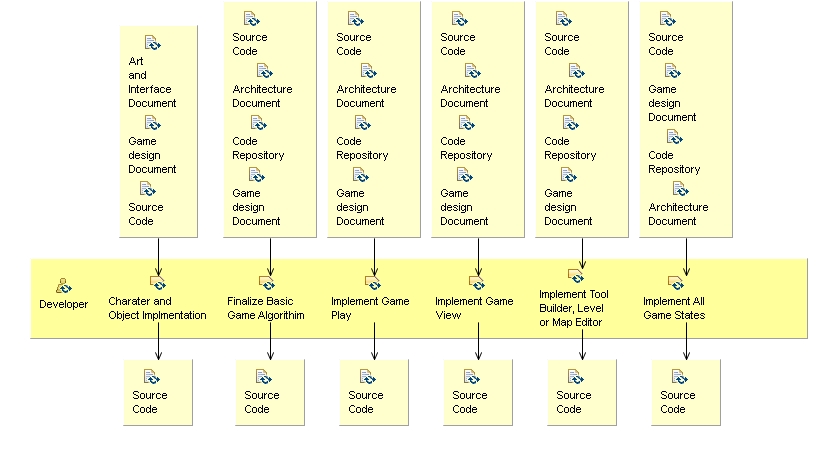 Art
and
Interface
Document
Game
design
Document
Source
Code
Source
Code
Architecture
Document
Code
Repository
Game
design
Document
Source
Code
Architecture
Document
Code
Repository
Game
design
Document
Source
Code
Architecture
Document
Code
Repository
Game
design
Document
Source
Code
Architecture
Document
Code
Repository
Game
design
Document
Source
Code
Game
design
Document
Code
Repository
Architecture
Document
Developer
Charater and
Object Implmentation
Finalize Basic
Game Algorithim
Implement Game
Play
Implement Game
View
Implement Tool
Builder, Level
or Map Editor
Implement All
Game States
Source
Code
Source
Code
Source
Code
Source
Code
Source
Code
Source
Code